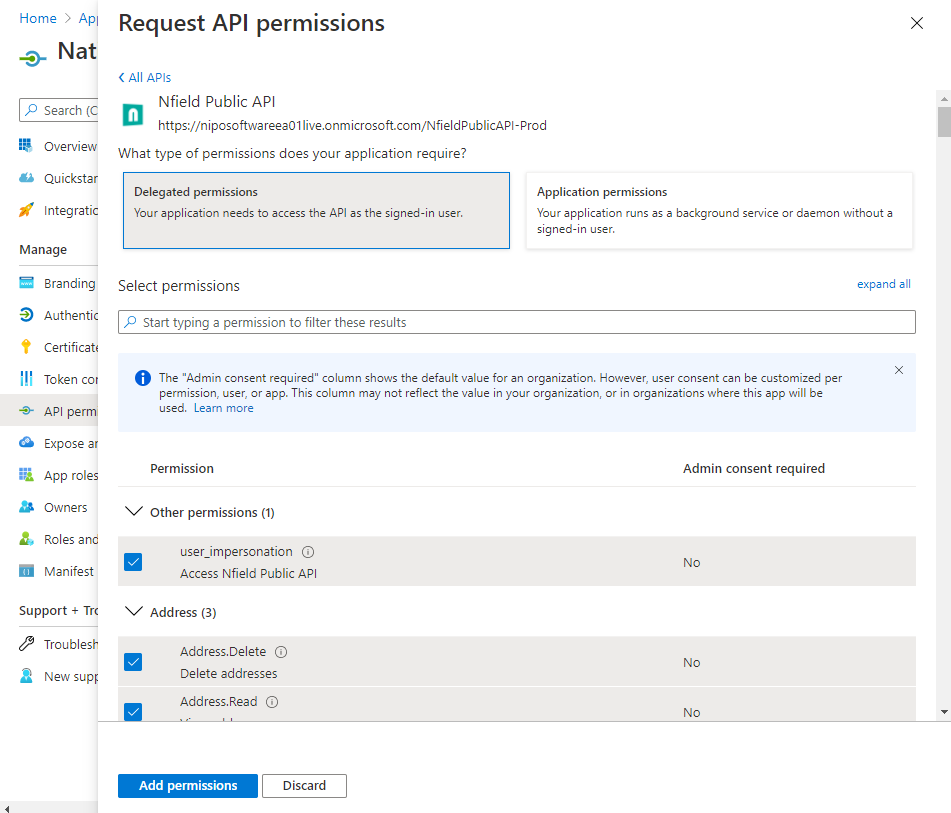 Home > App
Nat
Search (C
Overview
Quickstar
Integratio
Manage
Branding
Authentic
Certificate
Token con
API perm
Expose an
App roles
Owners
Roles and
Manifest
Support + Tro
Troublesh
New supp
Request API permissions
All APIs
Nfield Public API
https://niposoftwareea01live.onmicrosoft.com/NfieldPublicAPI-Prod
What type of permissions does your application require?
Delegated permissions
Your application needs to access the API as the signed-in user.
Application permissions
Your application runs as a background service or daemon without a
signed-in user.
Select permissions
expand all
Start typing a permission to filter these results
The "Admin consent required" column shows the default value for an organization. However, user consent can be customized per
permission, user, or app. This column may not reflect the value in your organization, or in organizations where this app will be
used. Learn more
Permission
Admin consent required
Other permissions (1)
user_impersonation
Access Nfield Public API
No
Address (3)
Address.Delete
Delete addresses
No
Address.Read
No
Add permissions
Discard